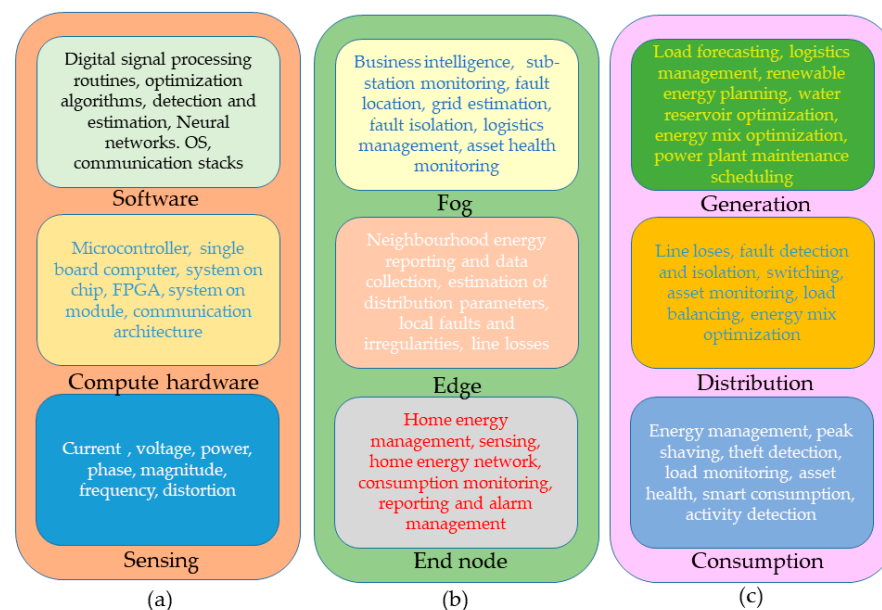 Digital signal processing
routines, optimization
algorithms, detection and
estimation, Neural
networks. OS,
communication stacks
Software
Microcontroller, single
board computer, system on
chip, FPGA, system on
module, communication
architecture
Compute hardware
Current , voltage, power,
phase, magnitude,
frequency, distortion
Sensing
(a)
Business intelligence, sub-
station monitoring, fault
location, grid estimation,
fault isolation, logistics
management, asset health
monitoring
Fog
Neighbourhood energy
reporting and data
collection, estimation of
distribution parameters,
local faults and
irregularities, line losses
Edge
Home energy
management, sensing,
home energy network,
consumption monitoring,
reporting and alarm
management
End node
(b)
Load forecasting, logistics
management, renewable
energy planning, water
reservoir optimization,
energy mix optimization,
power plant maintenance
scheduling
Generation
Line loses, fault detection
and isolation, switching,
asset monitoring, load
balancing, energy mix
optimization
Distribution
Energy management, peak
shaving, theft detection,
load monitoring, asset
health, smart consumption,
activity detection
Consumption
(c)